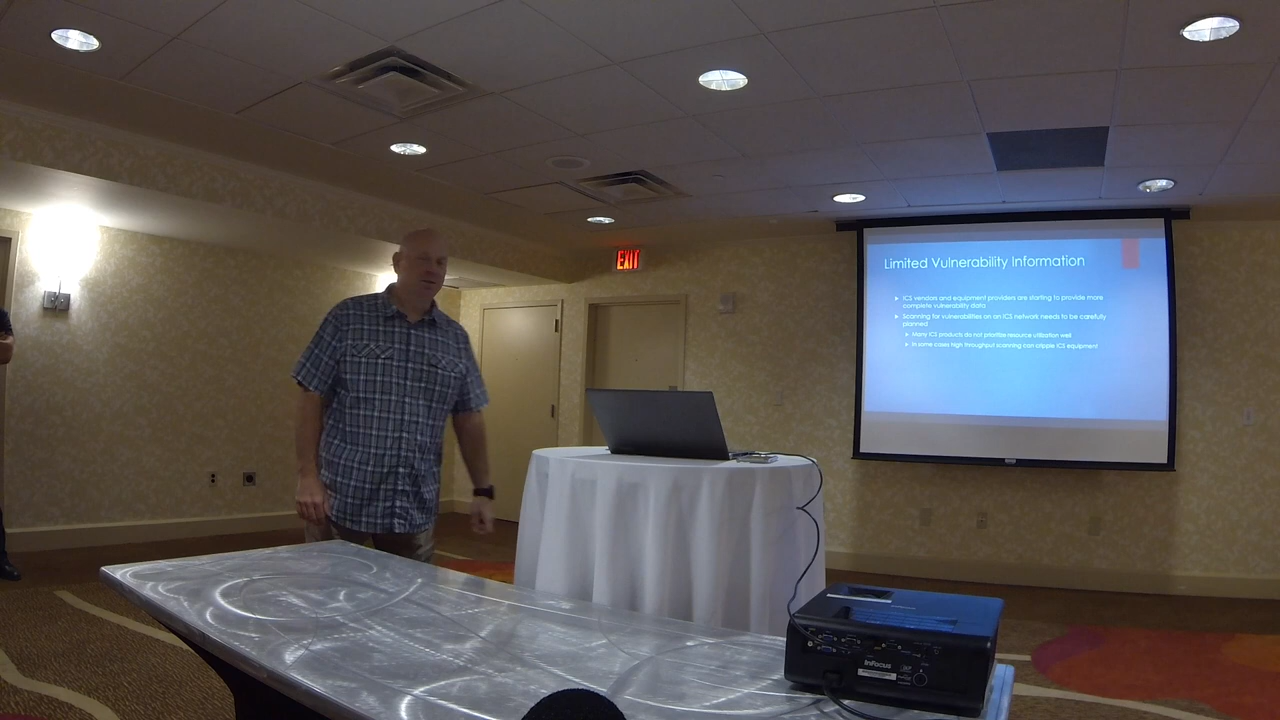 EXIT
Limited Vulnerability Information
ICS vendors and equipment providers are starting to provide more
complete vulnerability data
Scanning for vulnerabilities on an ICS network needs to be carefully
planned
Many ICS products do not prioritize resource utilization well
In some cases high throughput scanning can cripple ICS equipment
InFocus